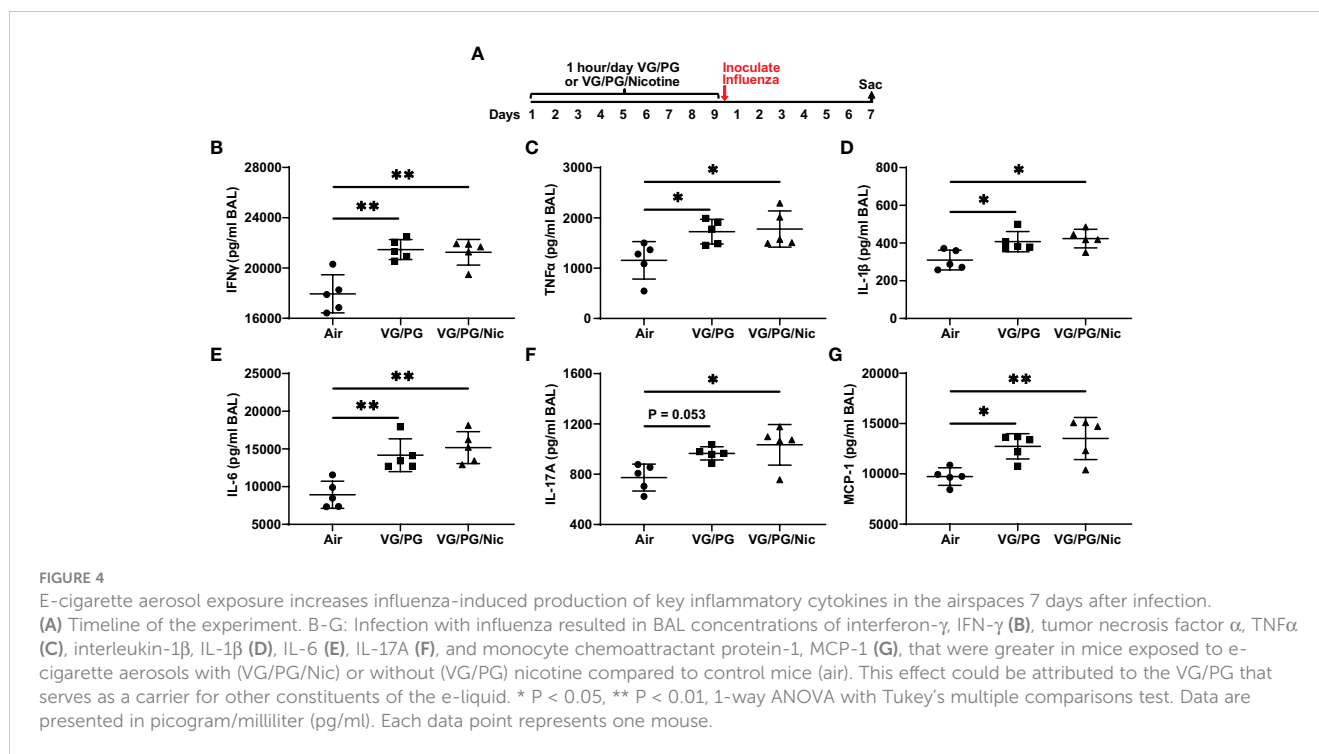 A
1 hour/day VG/PG
or VG/PG/Nicotine
Inoculate
Influenza
Sac
Days 1 2 3 4 5 6 7 8 9 1 2 3 4 5 6 7
B
IFNγ (pg/ml BAL)
28000
24000
20000
16000
**
**
Air VG/PG VG/PG/Nic
C
TNFα (pg/ml BAL)
3000
2000
1000
0
*
*
Air VG/PG VG/PG/Nic
D
IL-1β (pg/ml BAL)
800
600
400
200
0
*
*
Air VG/PG VG/PG/Nic
E
IL-6 (pg/ml BAL)
25000
20000
15000
10000
5000
**
**
Air VG/PG VG/PG/Nic
F
IL-17A (pg/ml BAL)
1600
1200
800
400
*
P = 0.053
Air VG/PG VG/PG/Nic
G
MCP-1 (pg/ml BAL)
20000
15000
10000
5000
**
*
Air VG/PG VG/PG/Nic
FIGURE 4
E-cigarette aerosol exposure increases influenza-induced production of key inflammatory cytokines in the airspaces 7 days after infection.
(A) Timeline of the experiment. B-G: Infection with influenza resulted in BAL concentrations of interferon-γ, IFN-γ (B), tumor necrosis factor α, TNFα
(C), interleukin-1β, IL-1β (D), IL-6 (E), IL-17A (F), and monocyte chemoattractant protein-1, MCP-1 (G), that were greater in mice exposed to e-
cigarette aerosols with (VG/PG/Nic) or without (VG/PG) nicotine compared to control mice (air). This effect could be attributed to the VG/PG that
serves as a carrier for other constituents of the e-liquid. * P < 0.05, ** P < 0.01, 1-way ANOVA with Tukey's multiple comparisons test. Data are
presented in picogram/milliliter (pg/ml). Each data point represents one mouse.